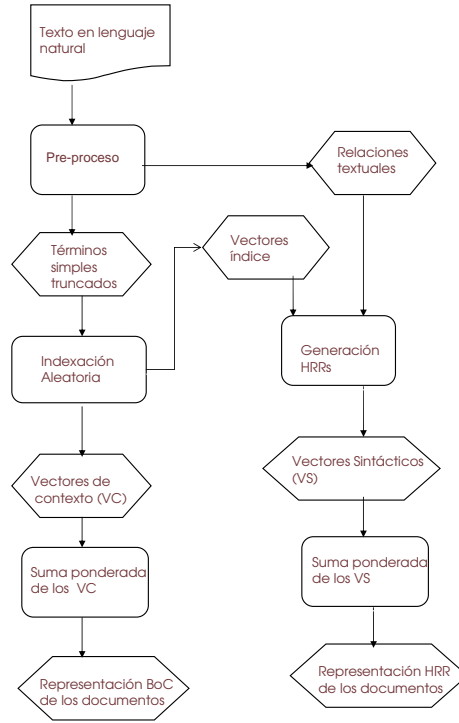 Texto en lenguaje
natural
Pre-proceso
Relaciones
textuales
Términos
simples
truncados
Vectores
índice
Indexación
Aleatoria
Generación
HRRs
Vectores de
contexto (VC)
Vectores Sintácticos
(VS)
Suma ponderada
de los VC
Suma ponderada
de los VS
Representación BoC
de los documentos
Representación HRR
de los documentos